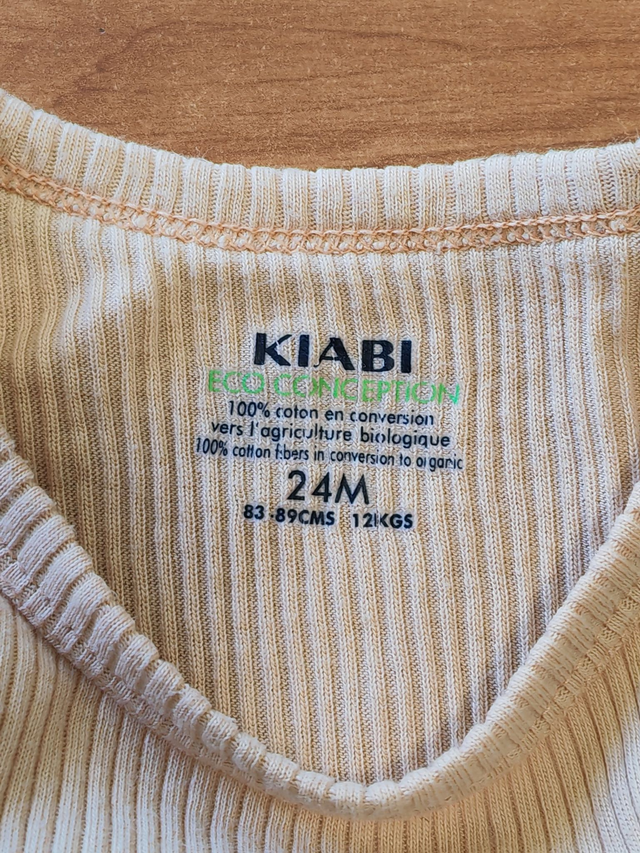 KIABI
ECO CONCEPTION
100% coton en conversion
vers l'agriculture biologique
100% cotton fibers in conversion to organic
24M
83-89CMS 12KGS